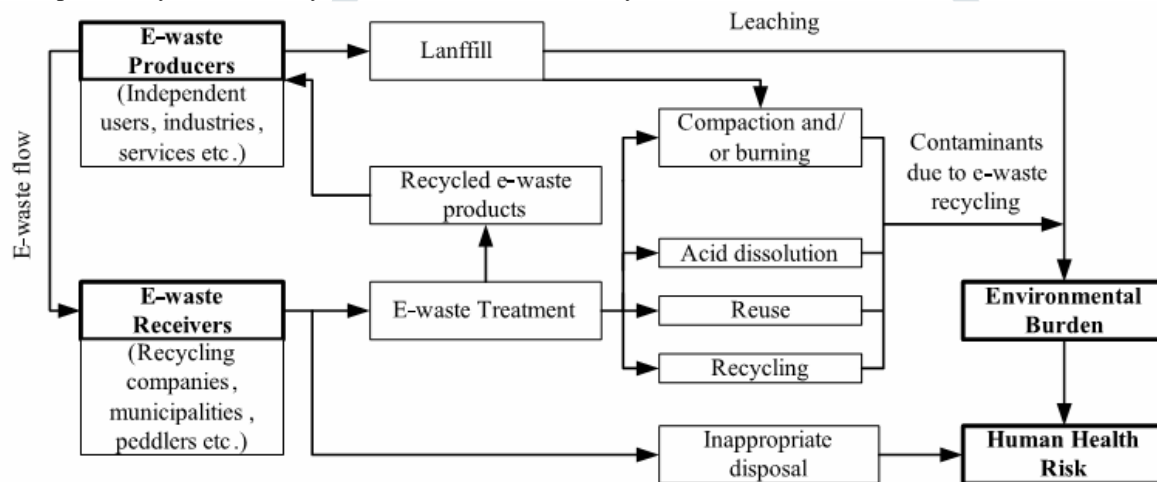 Leaching
E-waste
Producers
(Independent
users, industries,
services etc.)
Lanffill
Compaction and/
or burning
Contaminants
due to e-waste
recycling
E-waste flow
Recycled e-waste
products
Acid dissolution
E-waste
Receivers
(Recycling
companies,
municipalities ,
peddlers etc.)
E-waste Treatment
Reuse
Recycling
Environmental
Burden
Inappropriate
disposal
Human Health
Risk